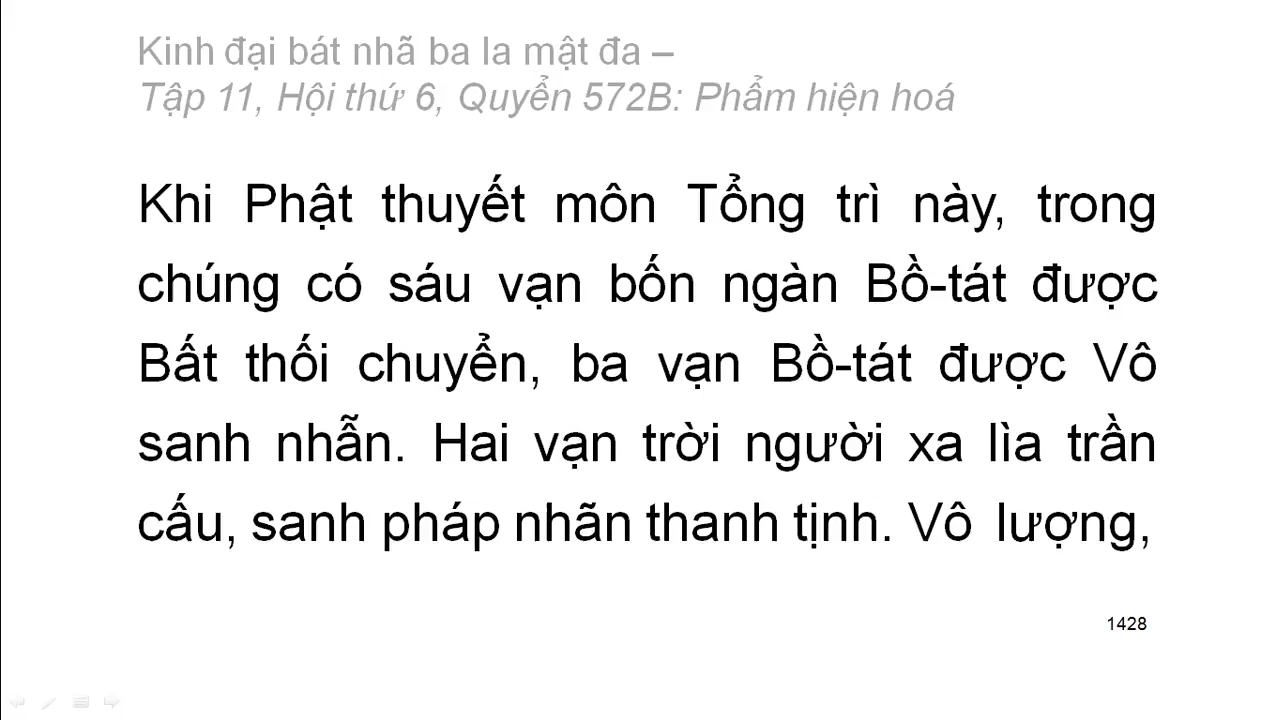 Kinh đại bát nhã ba la mật đa –
Tập 11, Hội thứ 6, Quyển 572B: Phẩm hiện hoá
Khi Phật thuyết môn Tổng trì này, trong
chúng có sáu vạn bốn ngàn Bồ-tát được
Bất thối chuyển, ba vạn Bồ-tát được Vô
sanh nhẫn. Hai vạn trời người xa lìa trần
cấu, sanh pháp nhãn thanh tịnh. Vô lượng,
1428